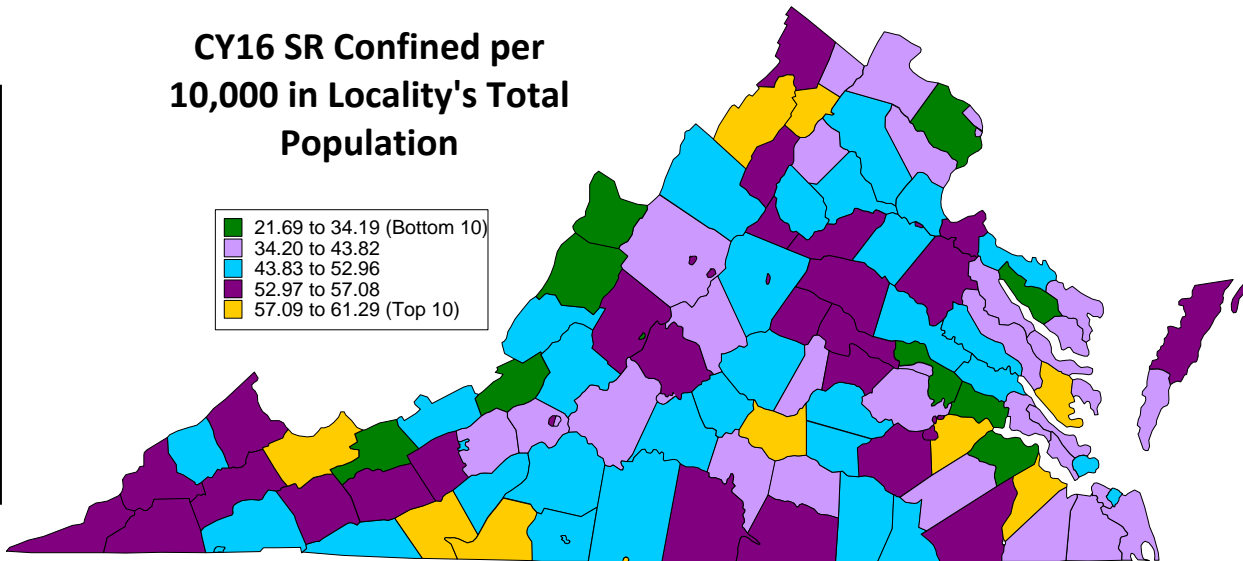 CY16 SR Confined per
10,000 in Locality's Total
Population
21.69 to 34.19 (Bottom 10)
34.20 to 43.82
43.83 to 52.96
52.97 to 57.08
57.09 to 61.29 (Top 10)